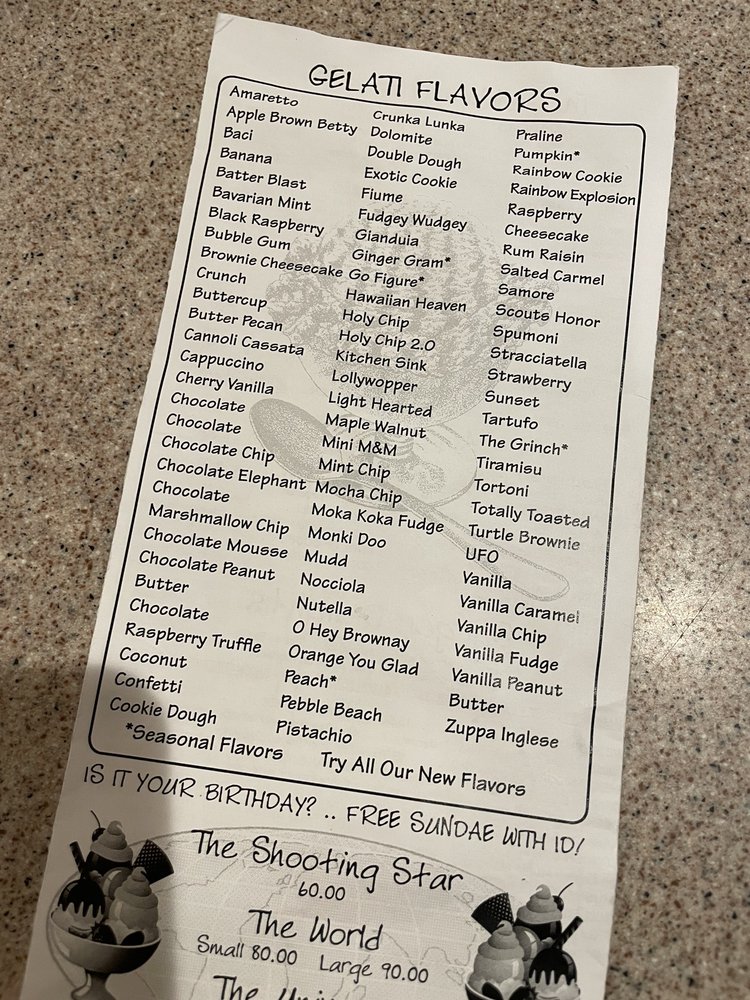 GELATI FLAVORS
Amaretto
Apple Brown Betty
Baci
Banana
Batter Blast
Bavarian Mint
Black Raspberry
Bubble Gum
Brownie Cheesecake
Crunch
Buttercup
Butter Pecan
Cannoli Cassata
Cappuccino
Cherry Vanilla
Chocolate
Chocolate
Chocolate Chip
Chocolate Elephant
Chocolate
Marshmallow Chip
Chocolate Mousse
Chocolate Peanut
Butter
Chocolate
Raspberry Truffle
Coconut
Confetti
Cookie Dough
Crunka Lunka
Dolomite
Double Dough
Exotic Cookie
Fiume
Fudgey Wudgey
Gianduia
Ginger Gram*
Go Figure*
Hawaiian Heaven
Holy Chip
Holy Chip 2.0
Kitchen Sink
Lollywopper
Light Hearted
Maple Walnut
Mini M&M
Mint Chip
Mocha Chip
Moka Koka Fudge
Monki Doo
Mudd
Nocciola
Nutella
O Hey Brownay
Orange You Glad
Peach*
Pebble Beach
Pistachio
Praline
Pumpkin*
Rainbow Cookie
Rainbow Explosion
Raspberry
Cheesecake
Rum Raisin
Salted Carmel
Samore
Scouts Honor
Spumoni
Stracciatella
Strawberry
Sunset
Tartufo
The Grinch*
Tiramisu
Tortoni
Totally Toasted
Turtle Brownie
UFO
Vanilla
Vanilla Caramel
Vanilla Chip
Vanilla Fudge
Vanilla Peanut
Butter
Zuppa Inglese
*Seasonal Flavors Try All Our New Flavors
IS IT YOUR BIRTHDAY? .. FREE SUNDAE WITH ID!
The Shooting Star
60.00
The World
Small 80.00 Large 90.00
The